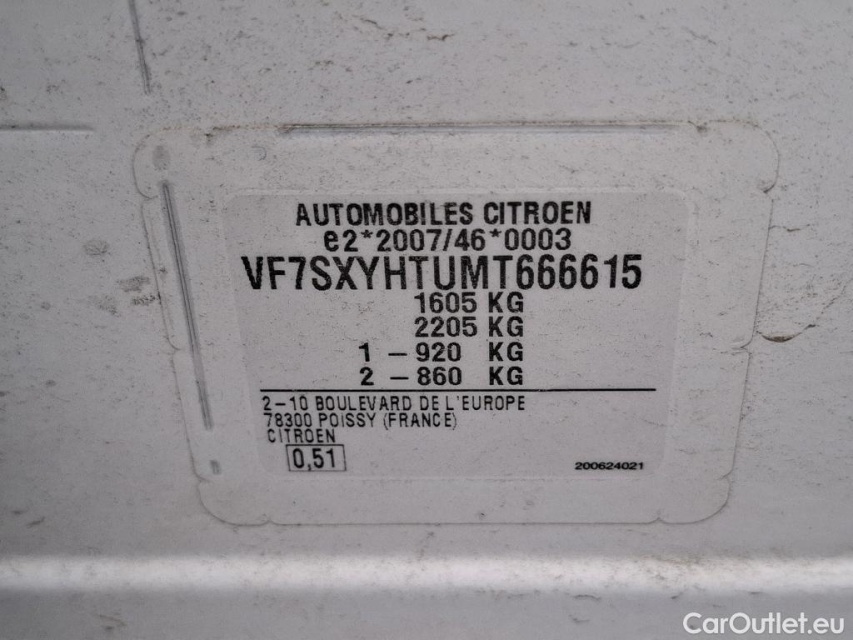 AUTOMOBILES CITROEN
e2*2007/46*0003
VF7SXYHTUMT666615
1605 KG
2205 KG
1 – 920 KG
2 – 860 KG
2–10 BOULEVARD DE L'EUROPE
78300 POISSY (FRANCE)
CITROEN
0,51
200624021
CarOutlet.eu